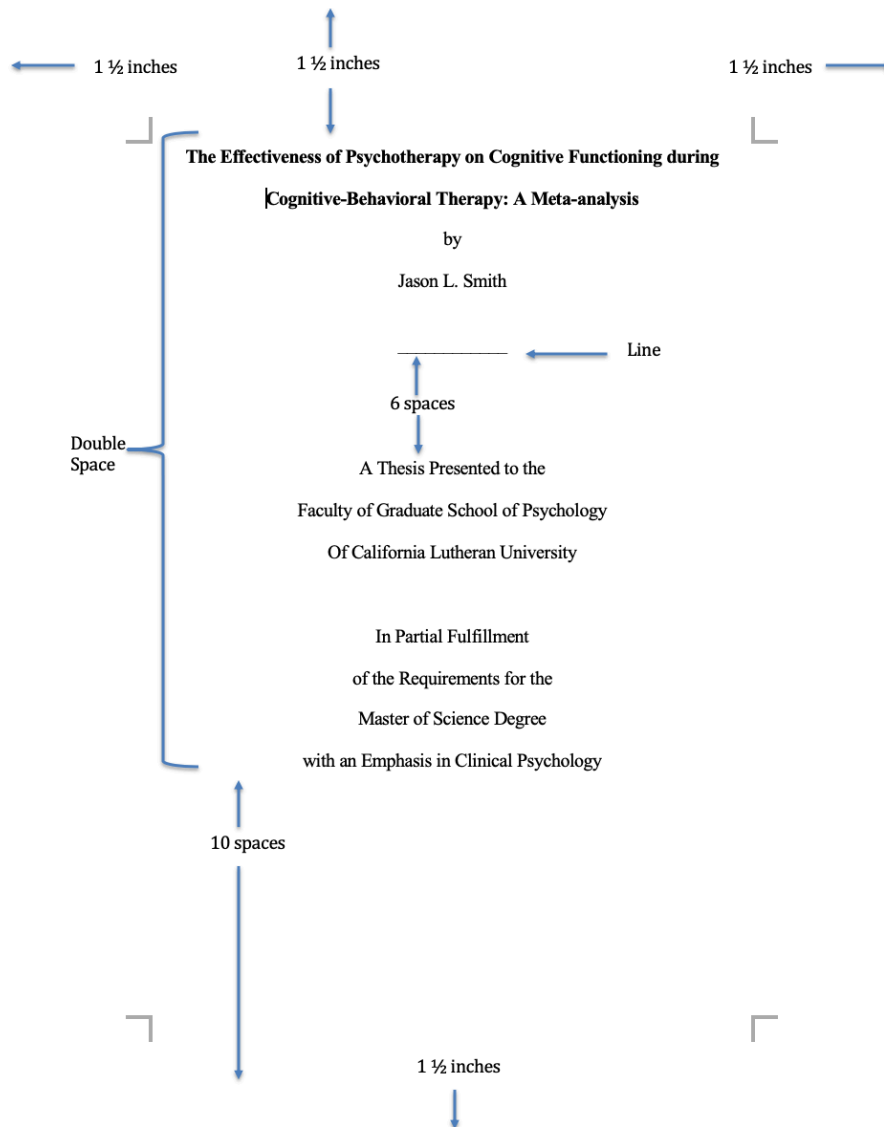 1 ½ inches
1 ½ inches
1 ½ inches
The Effectiveness of Psychotherapy on Cognitive Functioning during
Cognitive-Behavioral Therapy: A Meta-analysis
by
Jason L. Smith
Line
6 spaces
Double
Space
A Thesis Presented to the
Faculty of Graduate School of Psychology
Of California Lutheran University
In Partial Fulfillment
of the Requirements for the
Master of Science Degree
with an Emphasis in Clinical Psychology
10 spaces
1 ½ inches